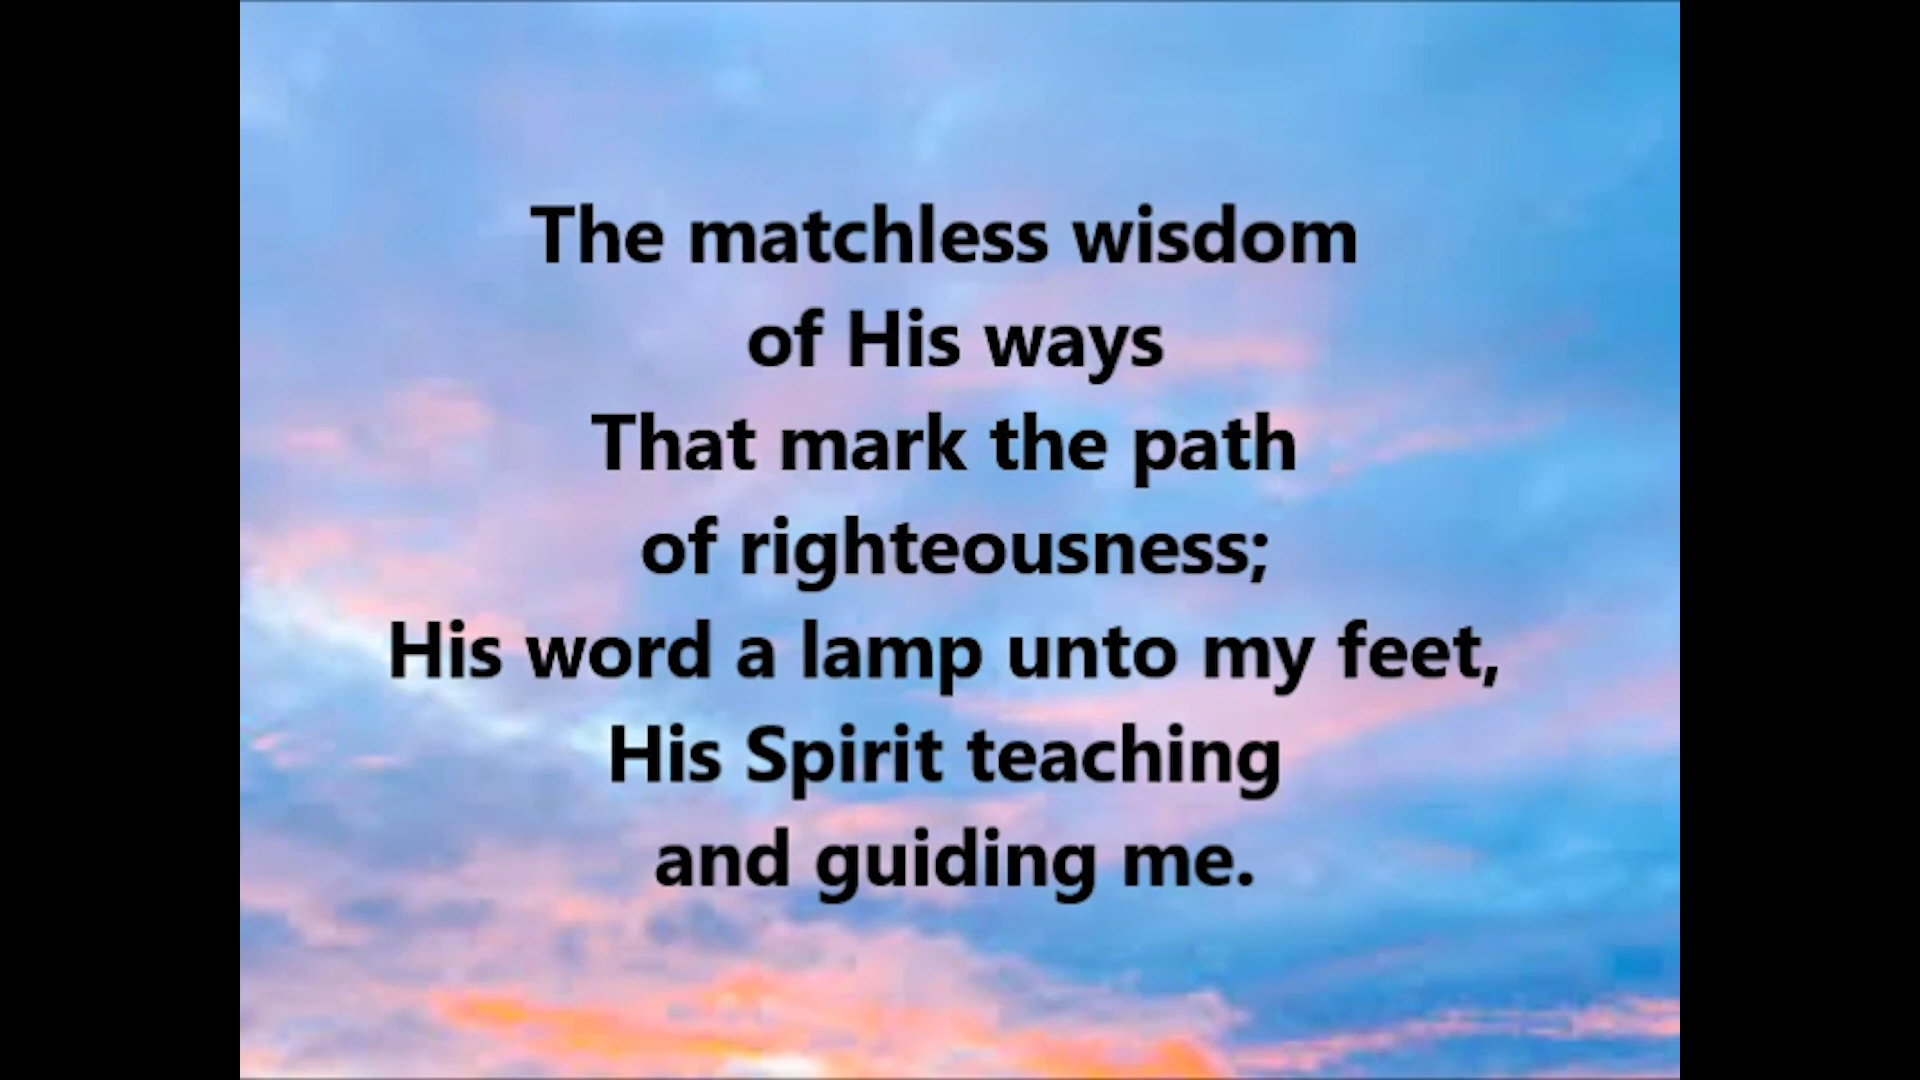 The matchless wisdom
of His ways
That mark the path
of righteousness;
His word a lamp unto my feet,
His Spirit teaching
and guiding me.